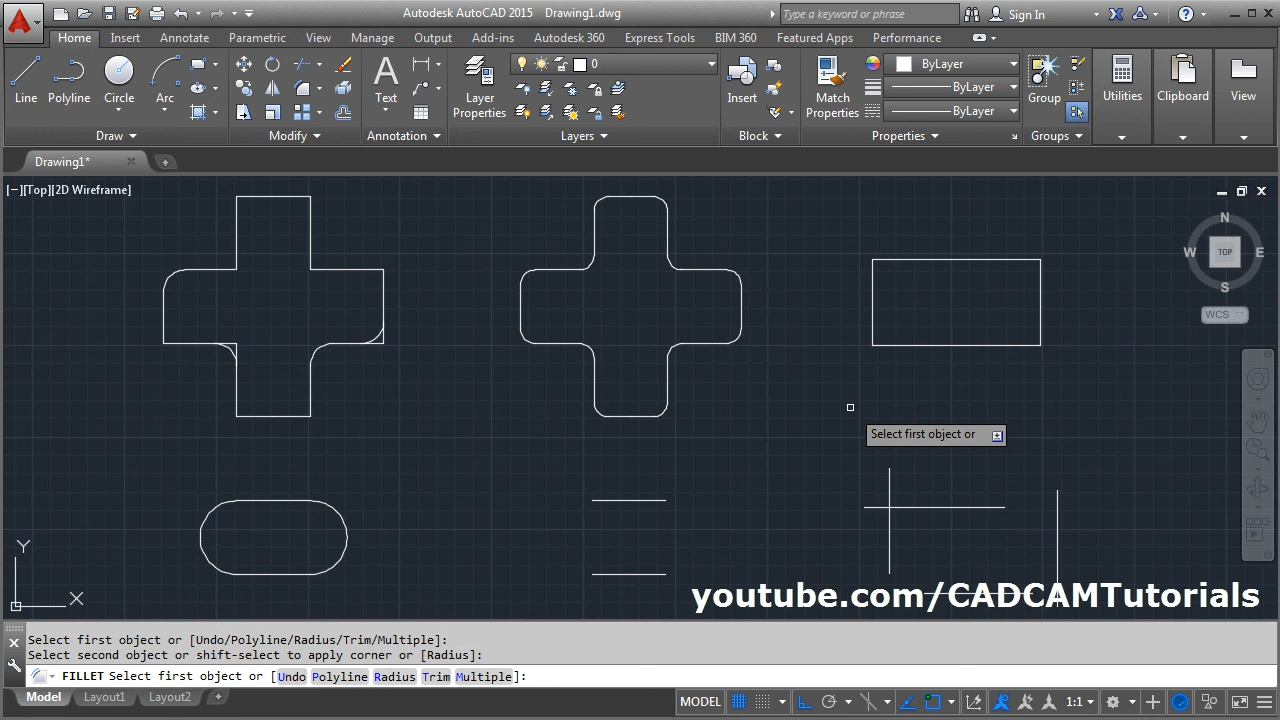 Autodesk AutoCAD 2015 Drawing1.dwg
Type a keyword or phrase
Sign In
Home Insert Annotate Parametric View Manage Output Add-ins Autodesk 360 Express Tools BIM 360 Featured Apps Performance
Line Polyline Circle Arc
Text
Layer Properties
0
Insert
Match Properties
ByLayer
ByLayer
ByLayer
Group
Utilities
Clipboard
View
Draw Modify Annotation Layers Block Properties Groups
Drawing1*
[−][Top][2D Wireframe]
N
W TOP E
S
WCS
Select first object or
Y
X
youtube.com/CADCAMTutorials
Select first object or [Undo/Polyline/Radius/Trim/Multiple]:
Select second object or shift-select to apply corner or [Radius]:
FILLET Select first object or [Undo Polyline Radius Trim Multiple]:
Model Layout1 Layout2
MODEL
1:1